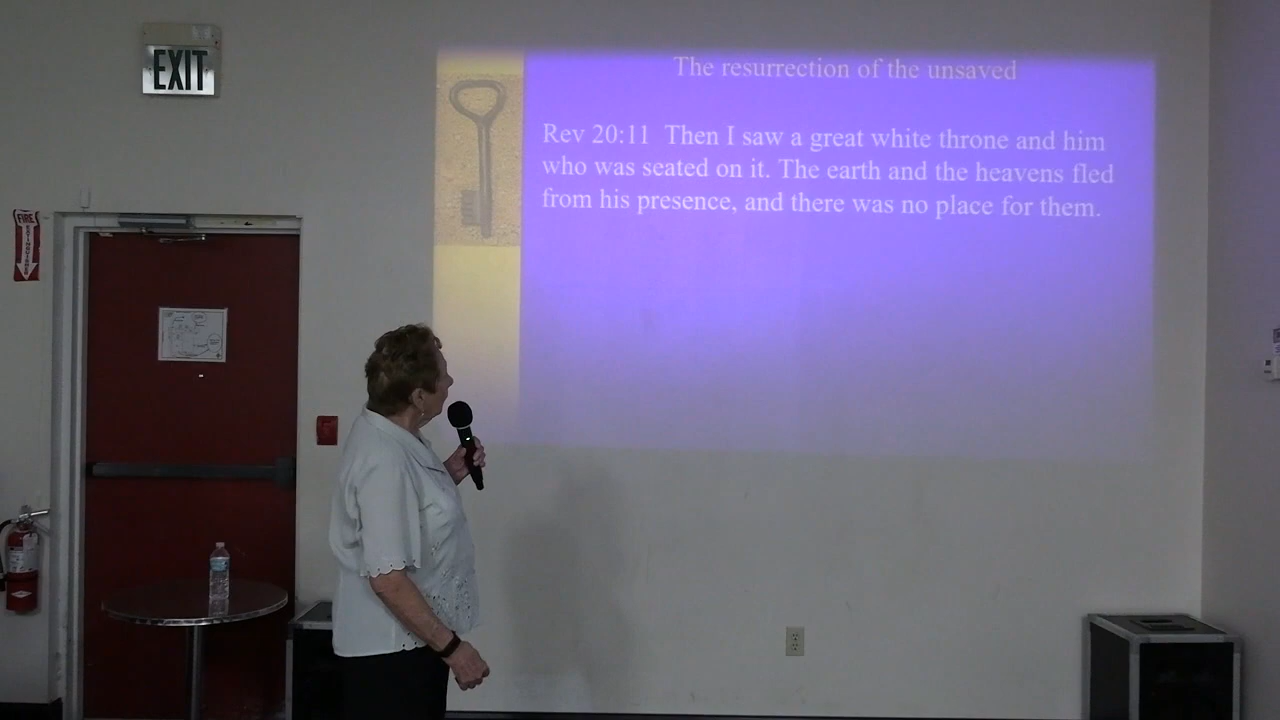 EXIT
The resurrection of the unsaved
Rev 20:11 Then I saw a great white throne and him
who was seated on it. The earth and the heavens fled
from his presence, and there was no place for them.
FIRE